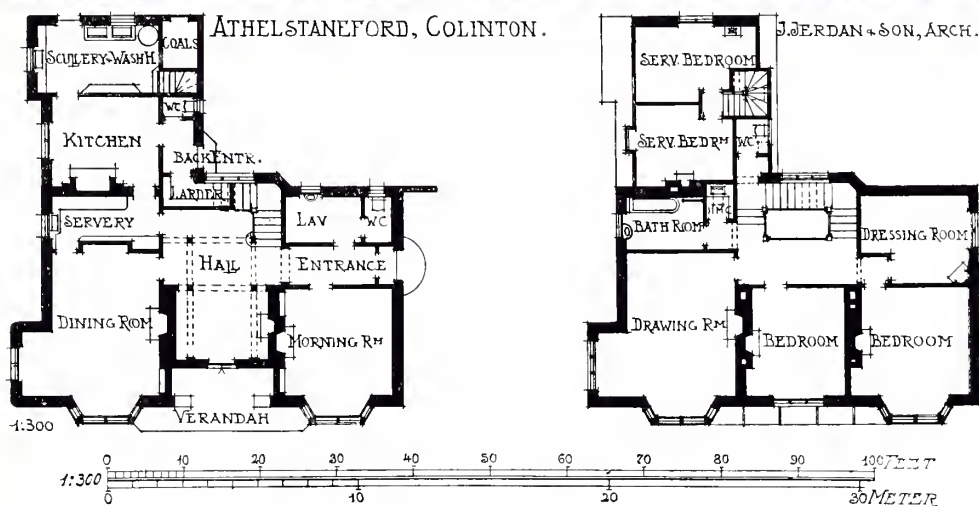 ATHELSTANEFORD, COLINTON.
J. JERDAN & SON, ARCH.
SCULLERY & WASHH.
COALS
WC
KITCHEN
BACK ENTR.
LARDER
SERVERY
LAV
WC
HALL
ENTRANCE
DINING ROOM
MORNING RM
VERANDAH
1:300
SERV. BEDROOM
SERV. BEDRM
WC
BATH ROOM
DRESSING ROOM
DRAWING RM
BEDROOM
BEDROOM
0 10 20 30 40 50 60 70 80 90 100 FEET
1:300
0 10 20 30 METER